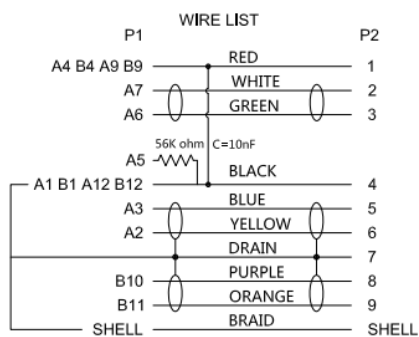 WIRE LIST
P1 P2
A4 B4 A9 B9 RED 1
A7 WHITE 2
A6 GREEN 3
A5 56K ohm C=10nF
A1 B1 A12 B12 BLACK 4
A3 BLUE 5
A2 YELLOW 6
DRAIN 7
B10 PURPLE 8
B11 ORANGE 9
SHELL BRAID SHELL